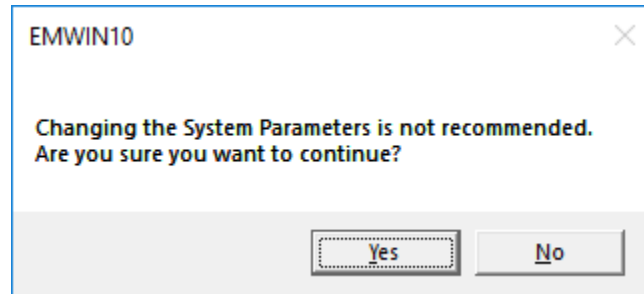 EMWIN10
Changing the System Parameters is not recommended.
Are you sure you want to continue?
Yes
No